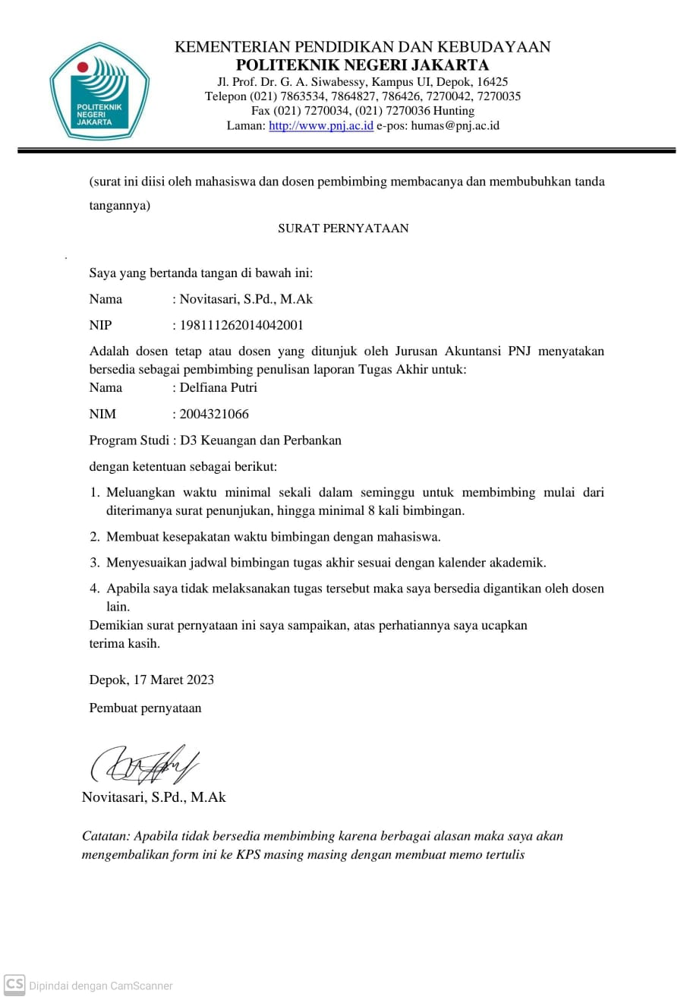 KEMENTERIAN PENDIDIKAN DAN KEBUDAYAAN
POLITEKNIK NEGERI JAKARTA
Jl. Prof. Dr. G. A. Siwabessy, Kampus UI, Depok, 16425
Telepon (021) 7863534, 7864827, 786426, 7270042, 7270035
Fax (021) 7270034, (021) 7270036 Hunting
Laman: http://www.pnj.ac.id e-pos: humas@pnj.ac.id
POLITEKNIK
NEGERI
JAKARTA
(surat ini diisi oleh mahasiswa dan dosen pembimbing membacanya dan membubuhkan tanda
tangannya)
SURAT PERNYATAAN
Saya yang bertanda tangan di bawah ini:
Nama : Novitasari, S.Pd., M.Ak
NIP : 198111262014042001
Adalah dosen tetap atau dosen yang ditunjuk oleh Jurusan Akuntansi PNJ menyatakan
bersedia sebagai pembimbing penulisan laporan Tugas Akhir untuk:
Nama : Delfiana Putri
NIM : 2004321066
Program Studi : D3 Keuangan dan Perbankan
dengan ketentuan sebagai berikut:
1. Meluangkan waktu minimal sekali dalam seminggu untuk membimbing mulai dari
diterimanya surat penunjukan, hingga minimal 8 kali bimbingan.
2. Membuat kesepakatan waktu bimbingan dengan mahasiswa.
3. Menyesuaikan jadwal bimbingan tugas akhir sesuai dengan kalender akademik.
4. Apabila saya tidak melaksanakan tugas tersebut maka saya bersedia digantikan oleh dosen
lain.
Demikian surat pernyataan ini saya sampaikan, atas perhatiannya saya ucapkan
terima kasih.
Depok, 17 Maret 2023
Pembuat pernyataan
Novitasari, S.Pd., M.Ak
Catatan: Apabila tidak bersedia membimbing karena berbagai alasan maka saya akan
mengembalikan form ini ke KPS masing masing dengan membuat memo tertulis
CS Dipindai dengan CamScanner